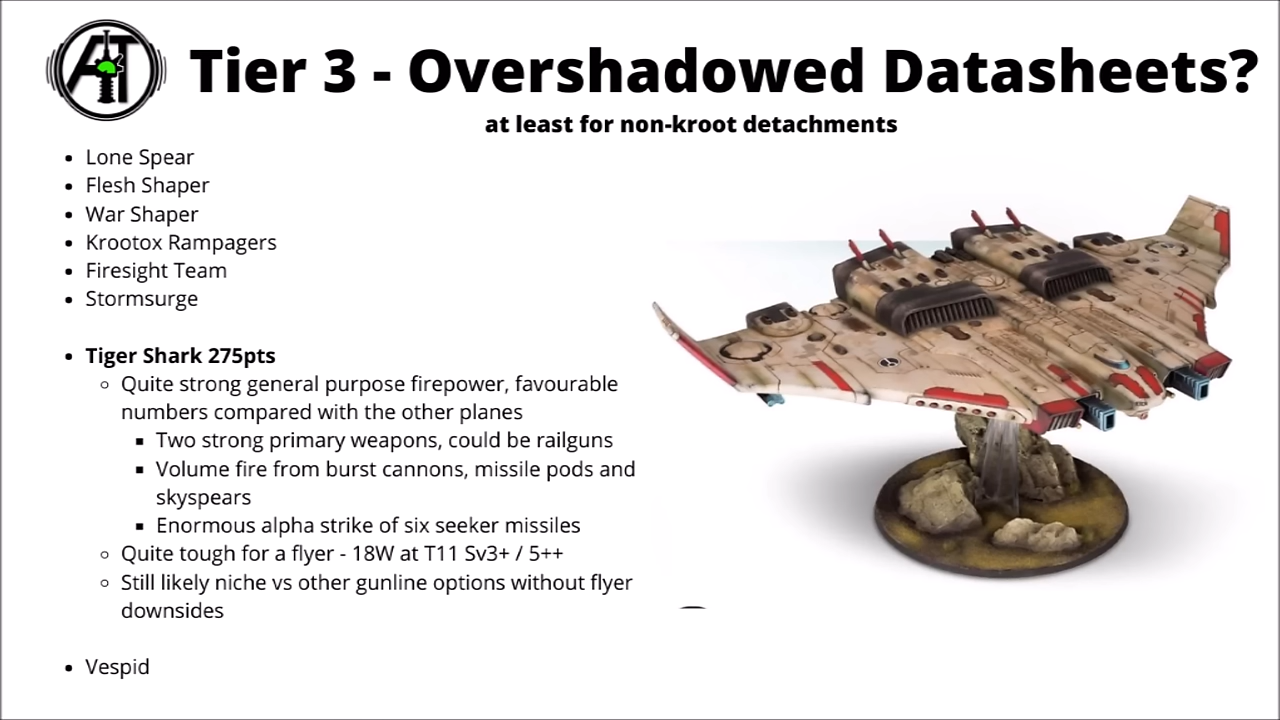 AT
Tier 3 - Overshadowed Datasheets?
at least for non-kroot detachments
• Lone Spear
• Flesh Shaper
• War Shaper
• Krootox Rampagers
• Firesight Team
• Stormsurge
• Tiger Shark 275pts
◦ Quite strong general purpose firepower, favourable
numbers compared with the other planes
▪ Two strong primary weapons, could be railguns
▪ Volume fire from burst cannons, missile pods and
skyspears
▪ Enormous alpha strike of six seeker missiles
◦ Quite tough for a flyer - 18W at T11 Sv3+ / 5++
◦ Still likely niche vs other gunline options without flyer
downsides
• Vespid